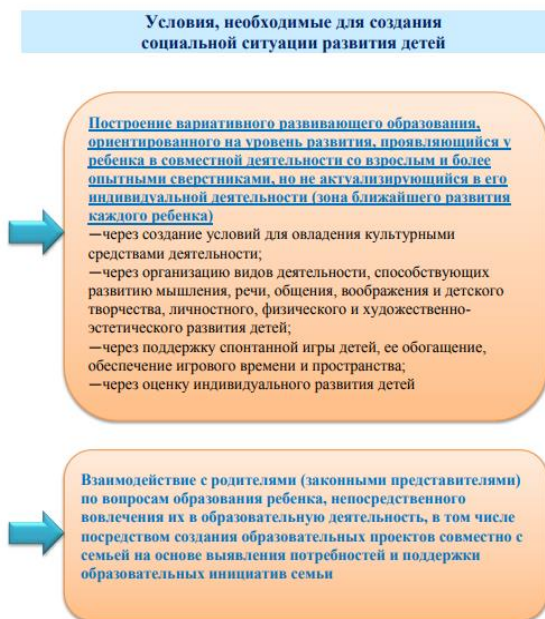 Условия, необходимые для создания
социальной ситуации развития детей
Построение вариативного развивающего образования,
ориентированного на уровень развития, проявляющийся у
ребенка в совместной деятельности со взрослым и более
опытными сверстниками, но не актуализирующийся в его
индивидуальной деятельности (зона ближайшего развития
каждого ребенка)
—через создание условий для овладения культурными
средствами деятельности;
—через организацию видов деятельности, способствующих
развитию мышления, речи, общения, воображения и детского
творчества, личностного, физического и художественно-
эстетического развития детей;
—через поддержку спонтанной игры детей, ее обогащение,
обеспечение игрового времени и пространства;
—через оценку индивидуального развития детей
Взаимодействие с родителями (законными представителями)
по вопросам образования ребенка, непосредственного
вовлечения их в образовательную деятельность, в том числе
посредством создания образовательных проектов совместно с
семьей на основе выявления потребностей и поддержки
образовательных инициатив семьи